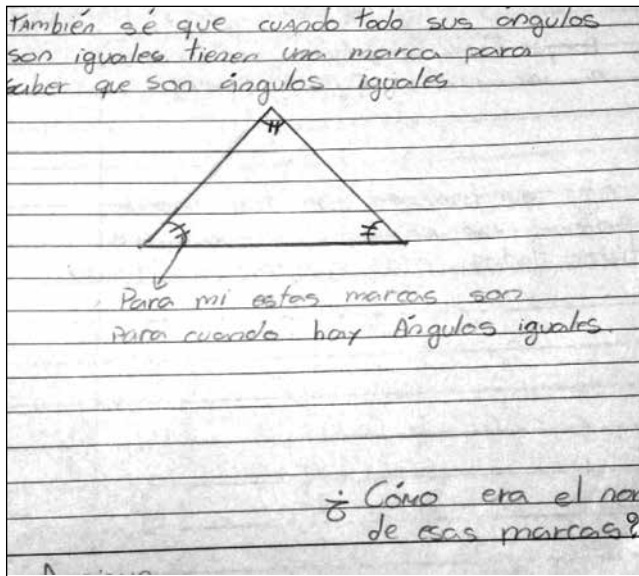 también sé que cuando todo sus ángulos
son iguales tienen una marca para
saber que son ángulos iguales
Para mi estas marcas son
Para cuando hay Ángulos iguales.
¿Cómo era el nom
de esas marcas?